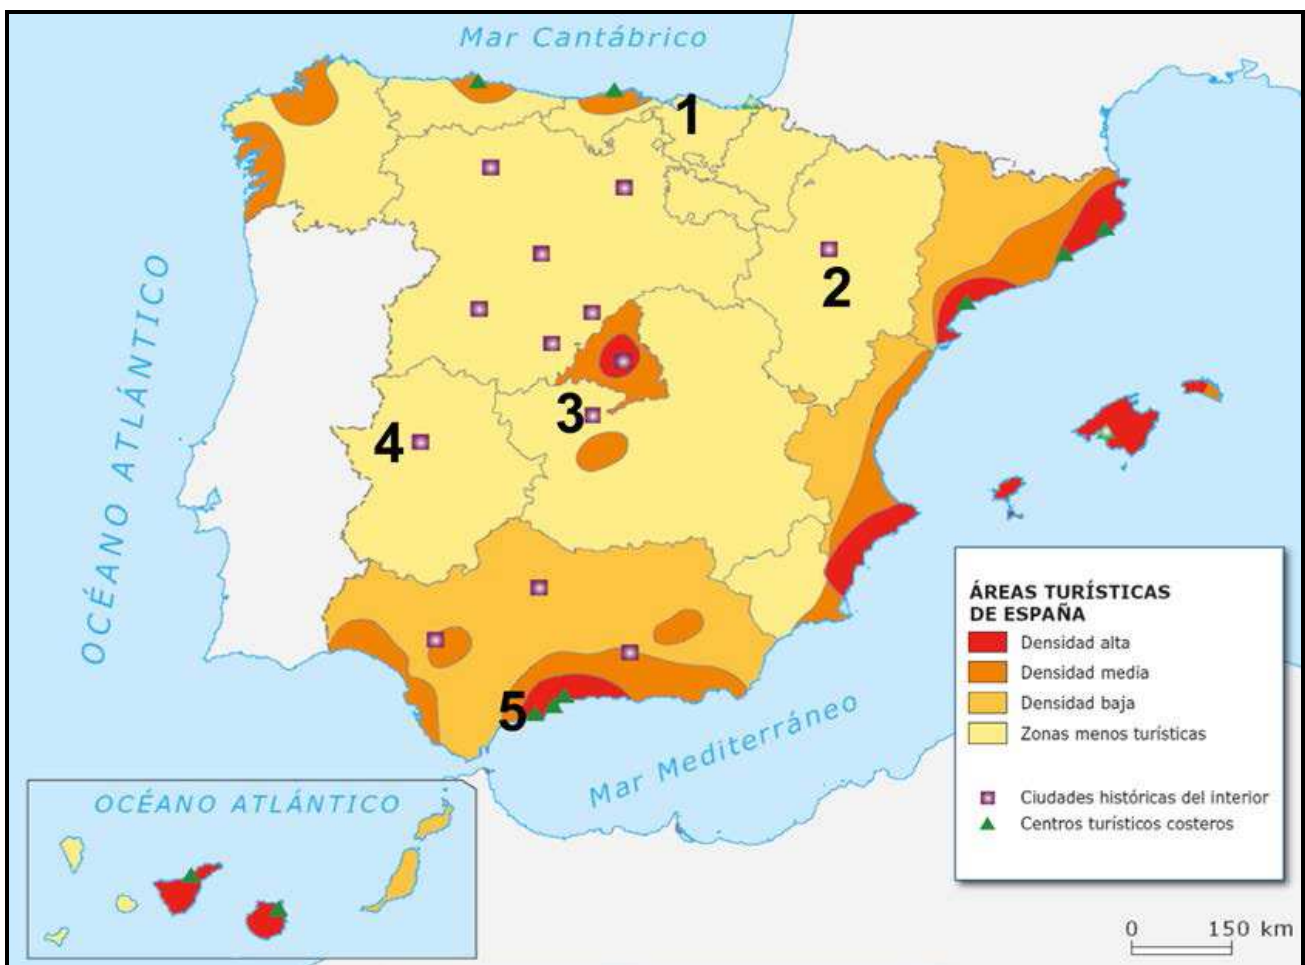 Mar Cantábrico
1
OCÉANO ATLÁNTICO
2
3
4
5
Mar Mediterráneo
OCÉANO ATLÁNTICO
ÁREAS TURÍSTICAS
DE ESPAÑA
Densidad alta
Densidad media
Densidad baja
Zonas menos turísticas
Ciudades históricas del interior
Centros turísticos costeros
0 150 km